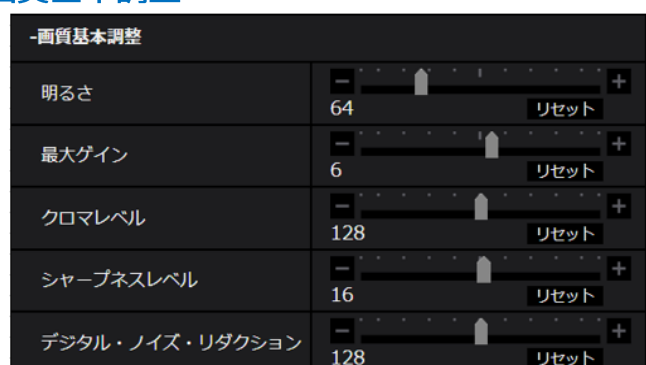 -画質基本調整
明るさ
64
リセット
最大ゲイン
6
リセット
クロマレベル
128
リセット
シャープネスレベル
16
リセット
デジタル・ノイズ・リダクション
128
リセット